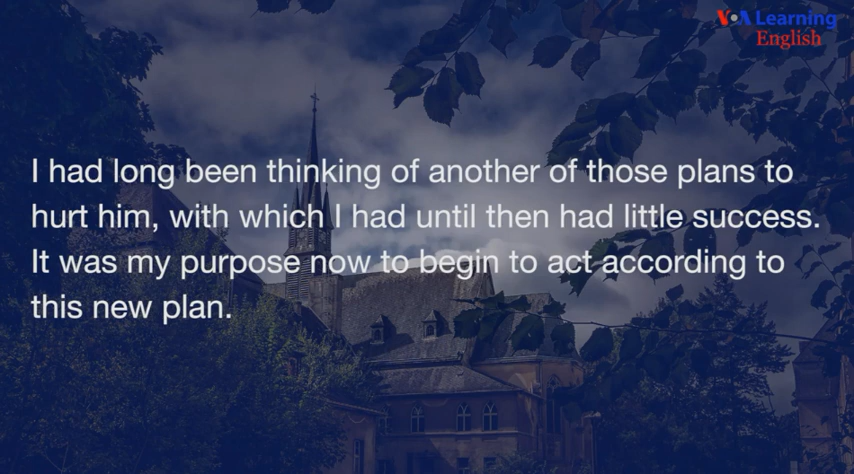 VOA Learning
English
I had long been thinking of another of those plans to
hurt him, with which I had until then had little success.
It was my purpose now to begin to act according to
this new plan.